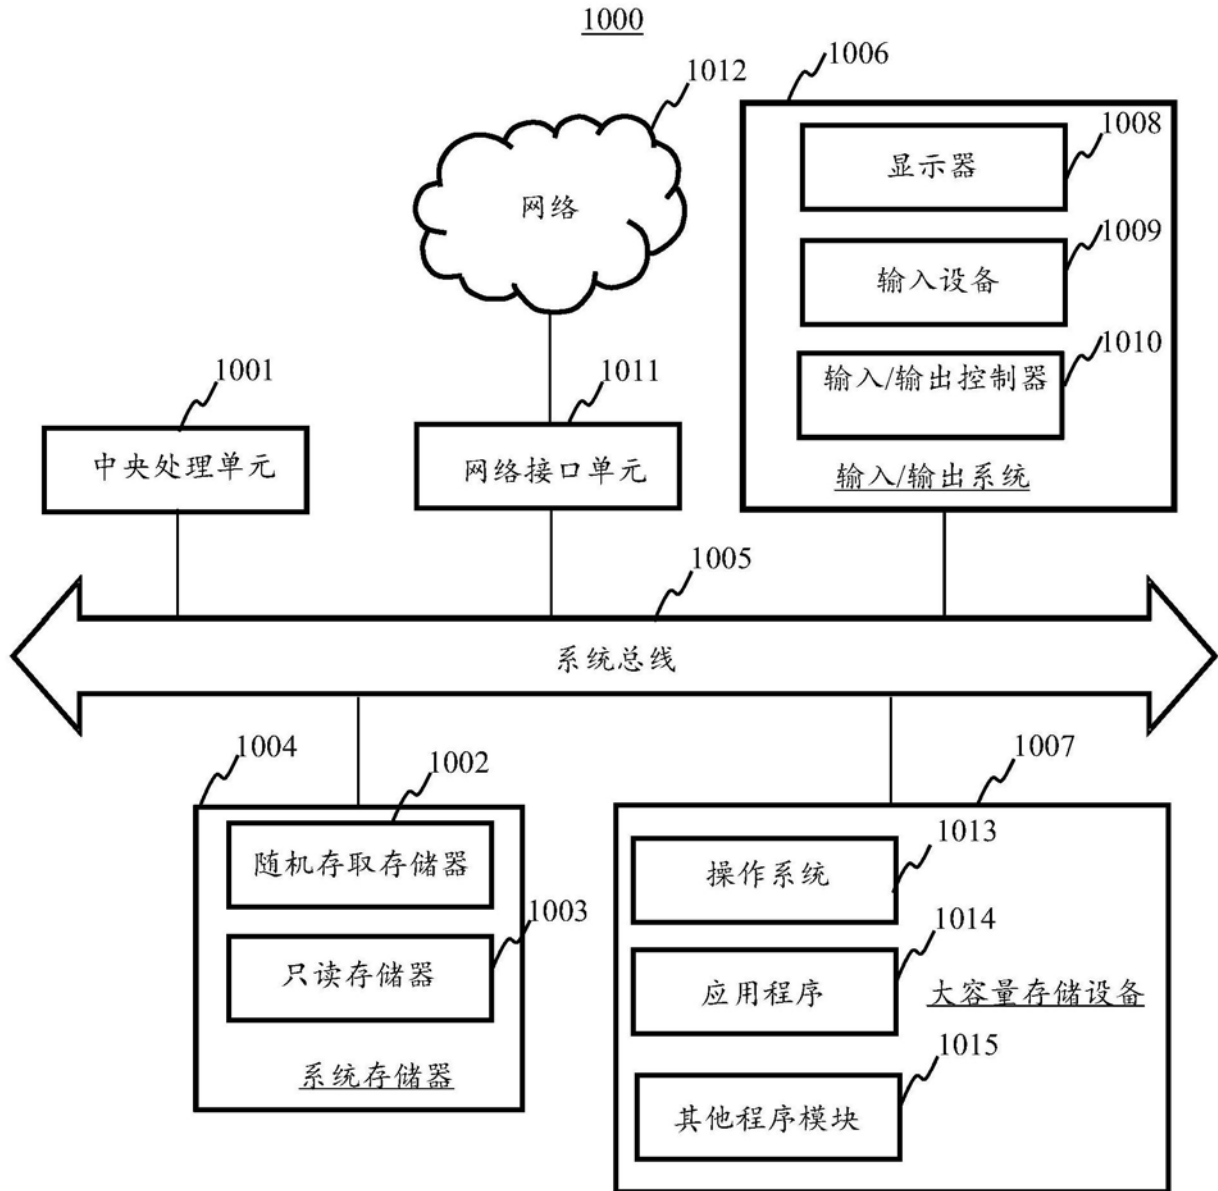 1000
1012
1006
网络
显示器
1008
输入设备
1009
输入/输出控制器
1010
输入/输出系统
1001
中央处理单元
1011
网络接口单元
1005
系统总线
1004
1002
随机存取存储器
1003
只读存储器
系统存储器
1007
1013
操作系统
1014
应用程序
大容量存储设备
1015
其他程序模块